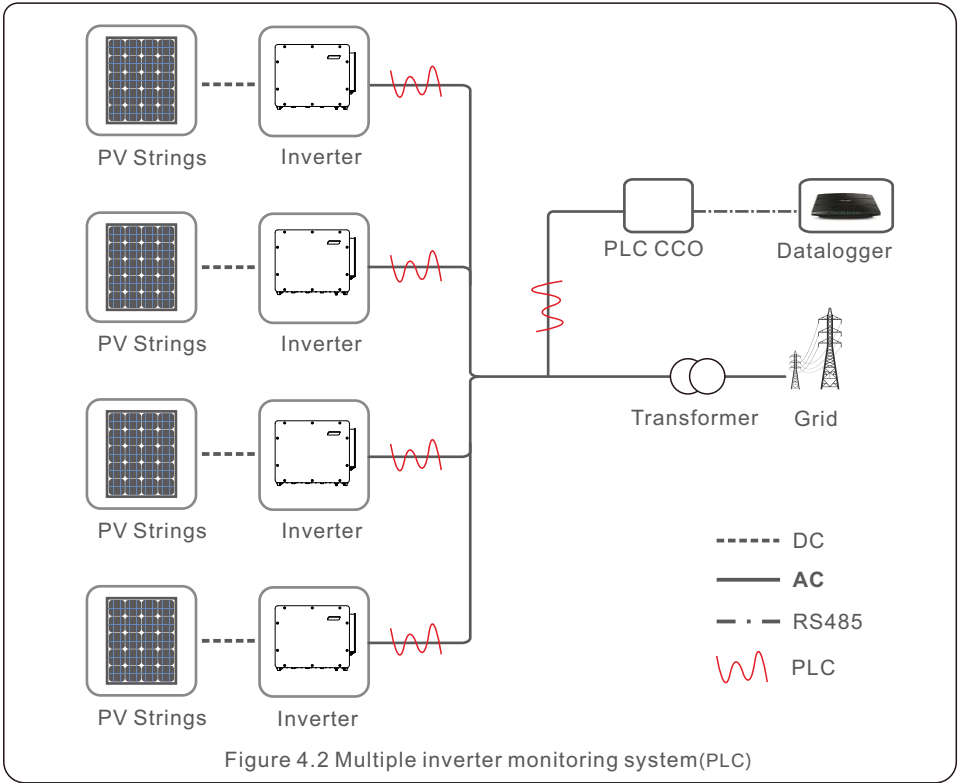 PV Strings
Inverter
PLC CCO
Datalogger
PV Strings
Inverter
Transformer
Grid
PV Strings
Inverter
DC
AC
RS485
PLC
PV Strings
Inverter
Figure 4.2 Multiple inverter monitoring system(PLC)